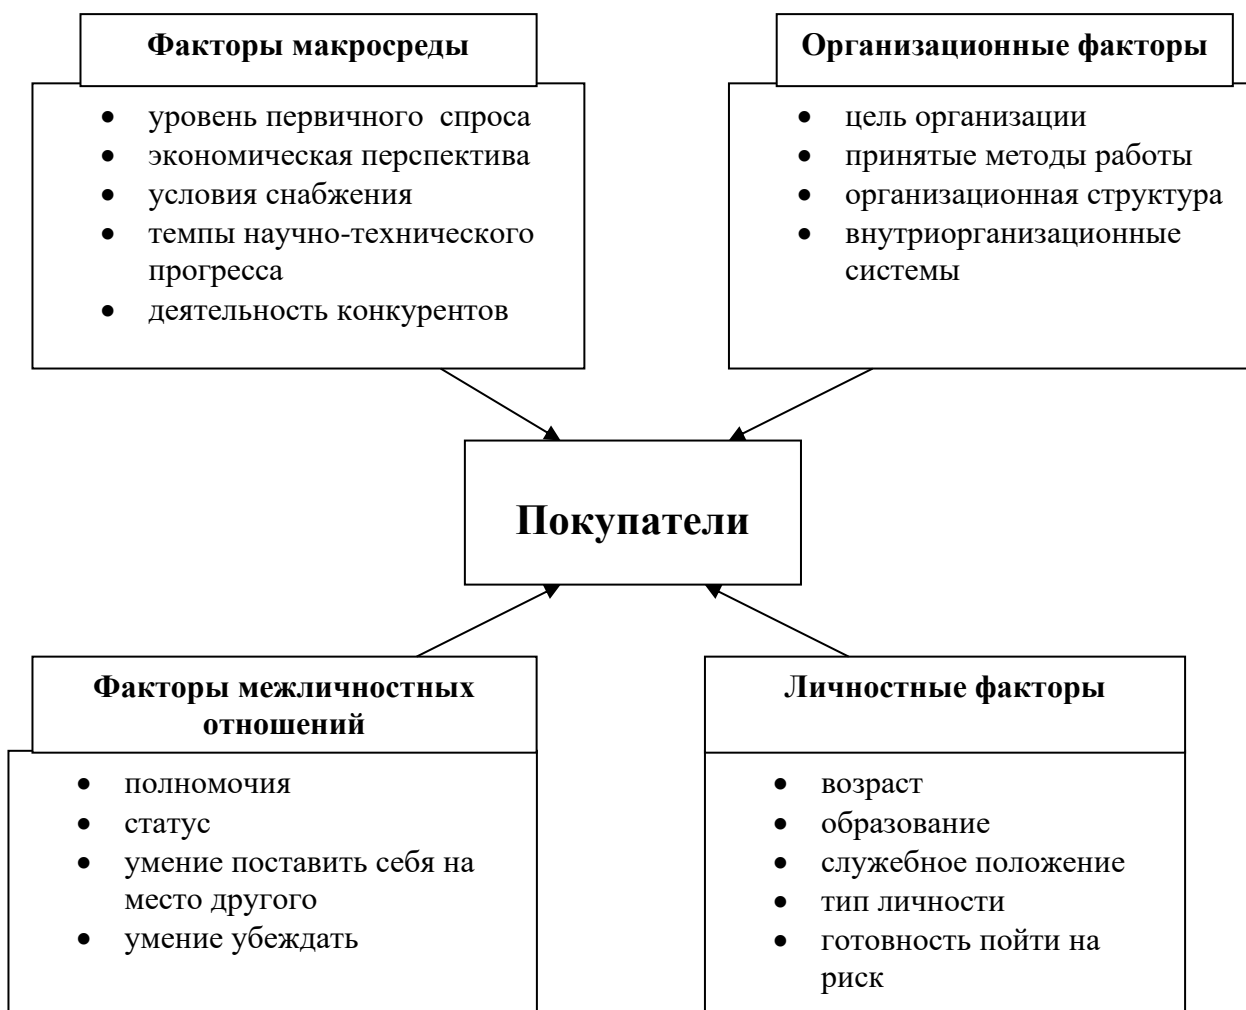 Факторы макросреды
• уровень первичного спроса
• экономическая перспектива
• условия снабжения
• темпы научно-технического
прогресса
• деятельность конкурентов
Организационные факторы
• цель организации
• принятые методы работы
• организационная структура
• внутриорганизационные
системы
Покупатели
Факторы межличностных
отношений
• полномочия
• статус
• умение поставить себя на
место другого
• умение убеждать
Личностные факторы
• возраст
• образование
• служебное положение
• тип личности
• готовность пойти на
риск